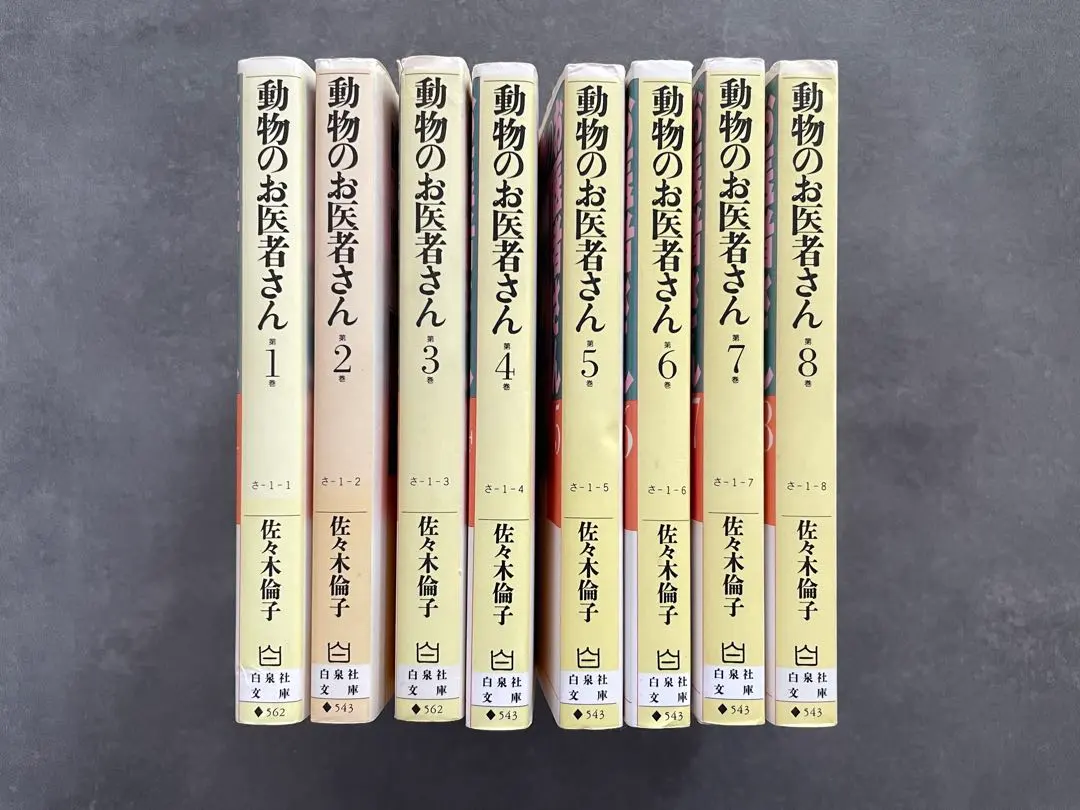 動物のお医者さん
第1巻
さ-1-1
佐々木倫子
白泉社
文庫
◆562
動物のお医者さん
第2巻
さ-1-2
佐々木倫子
白泉社
文庫
◆543
動物のお医者さん
第3巻
さ-1-3
佐々木倫子
白泉社
文庫
◆562
動物のお医者さん
第4巻
さ-1-4
佐々木倫子
白泉社
文庫
◆543
動物のお医者さん
第5巻
さ-1-5
佐々木倫子
白泉社
文庫
◆543
動物のお医者さん
第6巻
さ-1-6
佐々木倫子
白泉社
文庫
◆543
動物のお医者さん
第7巻
さ-1-7
佐々木倫子
白泉社
文庫
◆543
動物のお医者さん
第8巻
さ-1-8
佐々木倫子
白泉社
文庫
◆543